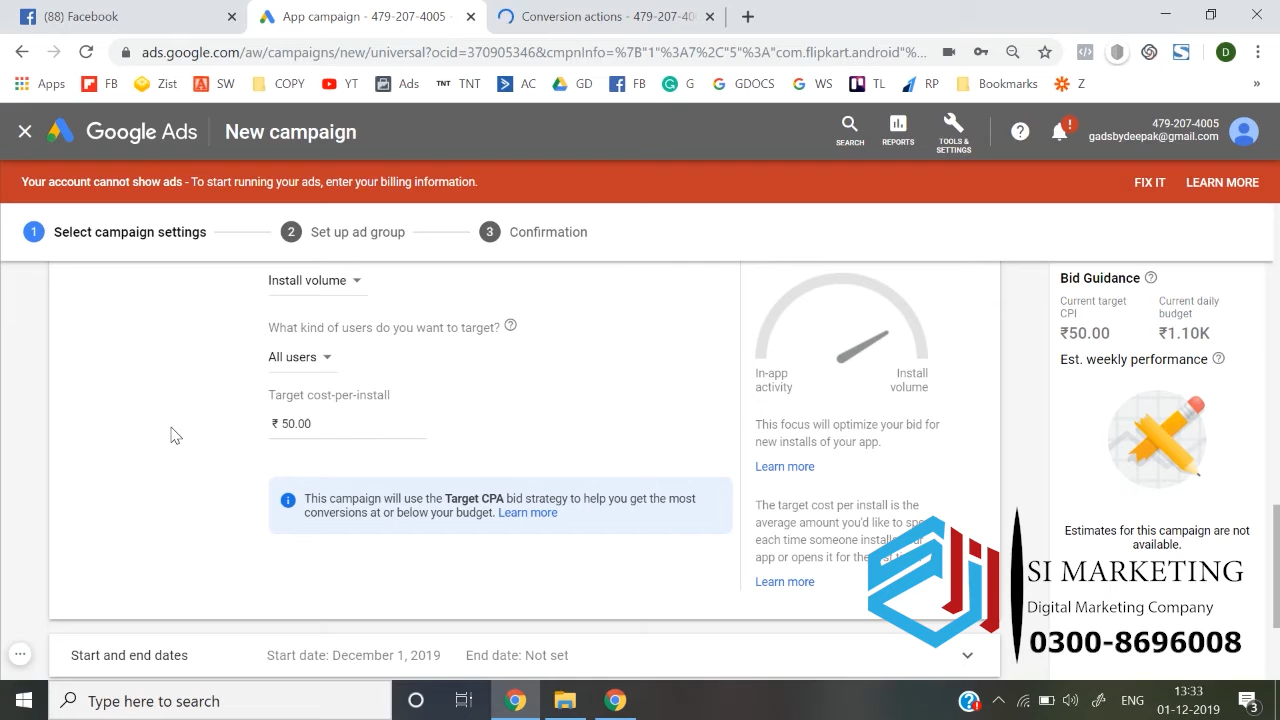 (88) Facebook
App campaign - 479-207-4005 -
Conversion actions - 479-207-40
ads.google.com/aw/campaigns/new/universal?ocid=370905346&cmpnInfo=%7B"1"%3A7%2C"5"%3A"com.flipkart.android"%...
Apps
FB
Zist
SW
COPY
YT
Ads
TNT TNT
AC
GD
FB
G
GDOCS
WS
TL
RP
Bookmarks
Z
»
D
Google Ads
New campaign
SEARCH
REPORTS
TOOLS &
SETTINGS
479-207-4005
gadsbydeepak@gmail.com
Your account cannot show ads - To start running your ads, enter your billing information.
FIX IT
LEARN MORE
1 Select campaign settings
2 Set up ad group
3 Confirmation
Install volume
What kind of users do you want to target?
All users
Target cost-per-install
₹ 50.00
This campaign will use the Target CPA bid strategy to help you get the most
conversions at or below your budget. Learn more
In-app
activity
Install
volume
This focus will optimize your bid for
new installs of your app.
Learn more
The target cost per install is the
average amount you'd like to
each time someone
app or opens it for the
Learn more
Bid Guidance
Current target
CPI
Current daily
budget
₹50.00
₹1.10K
Est. weekly performance
Estimates for this campaign are not
available.
SI MARKETING
Digital Marketing Company
0300-8696008
Start and end dates
Start date: December 1, 2019
End date: Not set
Type here to search
ENG
13:33
01-12-2019
3